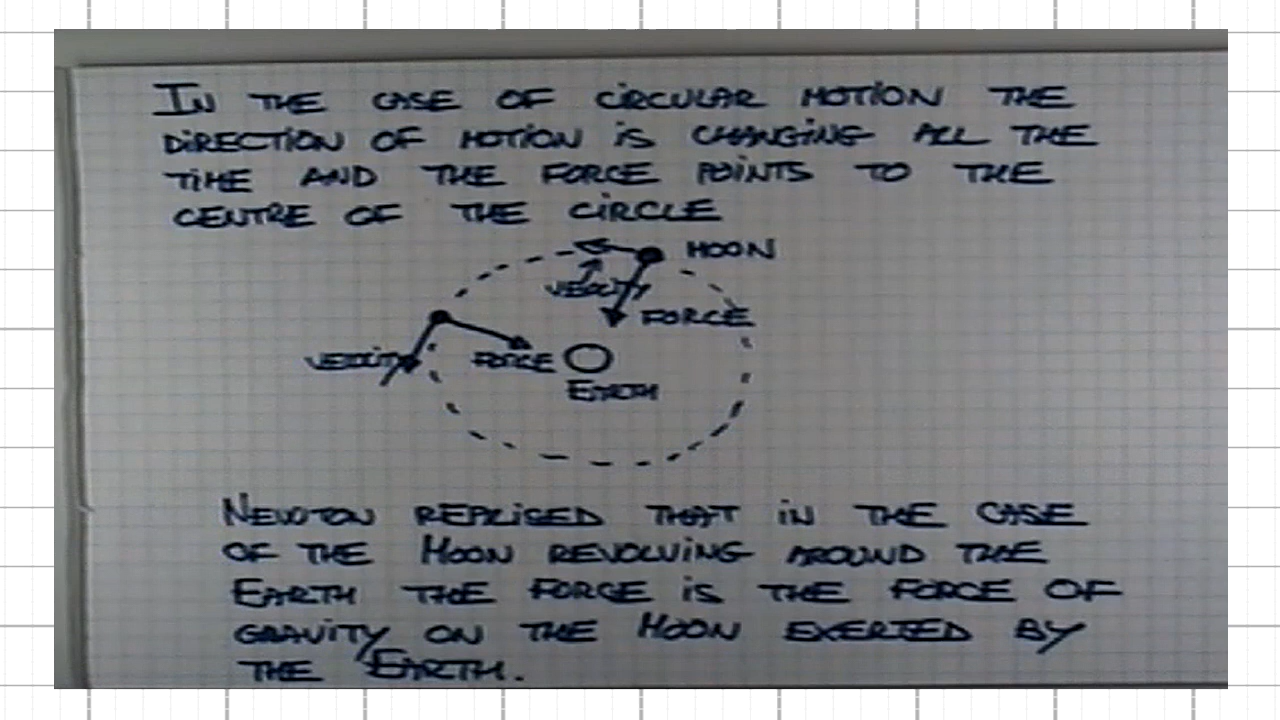 IN THE CASE OF CIRCULAR MOTION THE
DIRECTION OF MOTION IS CHANGING ALL THE
TIME AND THE FORCE POINTS TO THE
CENTRE OF THE CIRCLE
MOON
VELOCITY
FORCE
VELOCITY
FORCE
EARTH
NEWTON REALISED THAT IN THE CASE
OF THE MOON REVOLVING AROUND THE
EARTH THE FORCE IS THE FORCE OF
GRAVITY ON THE MOON EXERTED BY
THE EARTH.